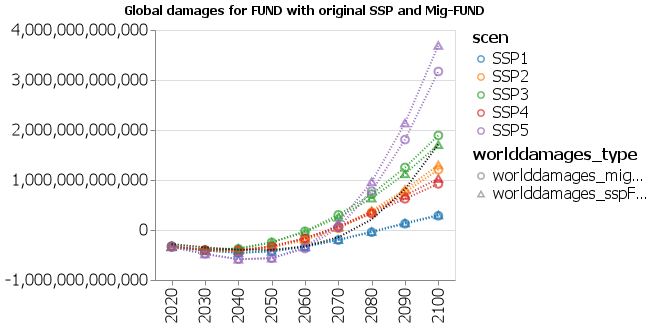 Global damages for FUND with original SSP and Mig-FUND
4,000,000,000,000
3,000,000,000,000
2,000,000,000,000
1,000,000,000,000
0
-1,000,000,000,000
2020 2030 2040 2050 2060 2070 2080 2090 2100
scen
SSP1
SSP2
SSP3
SSP4
SSP5
worlddamages_type
worlddamages_mig...
worlddamages_sspF...